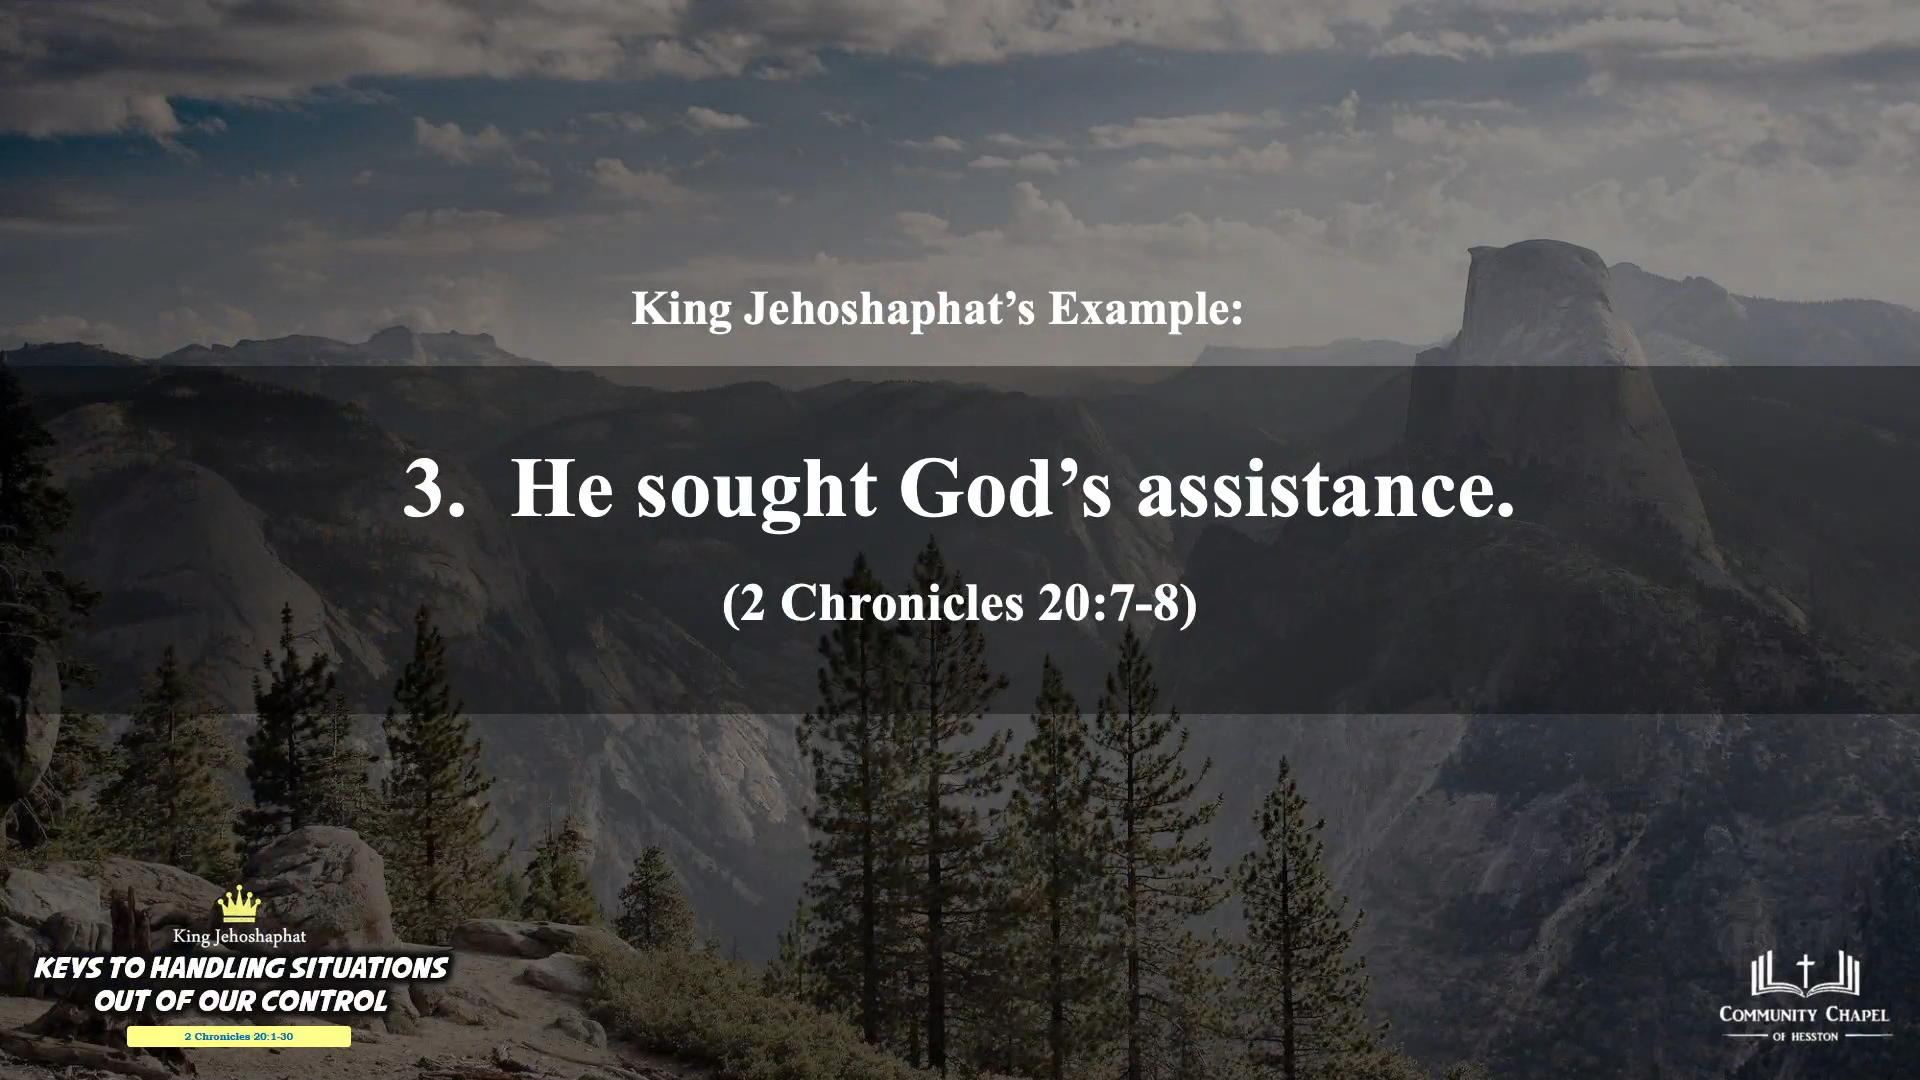 King Jehoshaphat’s Example:
3. He sought God’s assistance.
(2 Chronicles 20:7-8)
King Jehoshaphat
KEYS TO HANDLING SITUATIONS
OUT OF OUR CONTROL
2 Chronicles 20:1-30
COMMUNITY CHAPEL
OF HESSTON